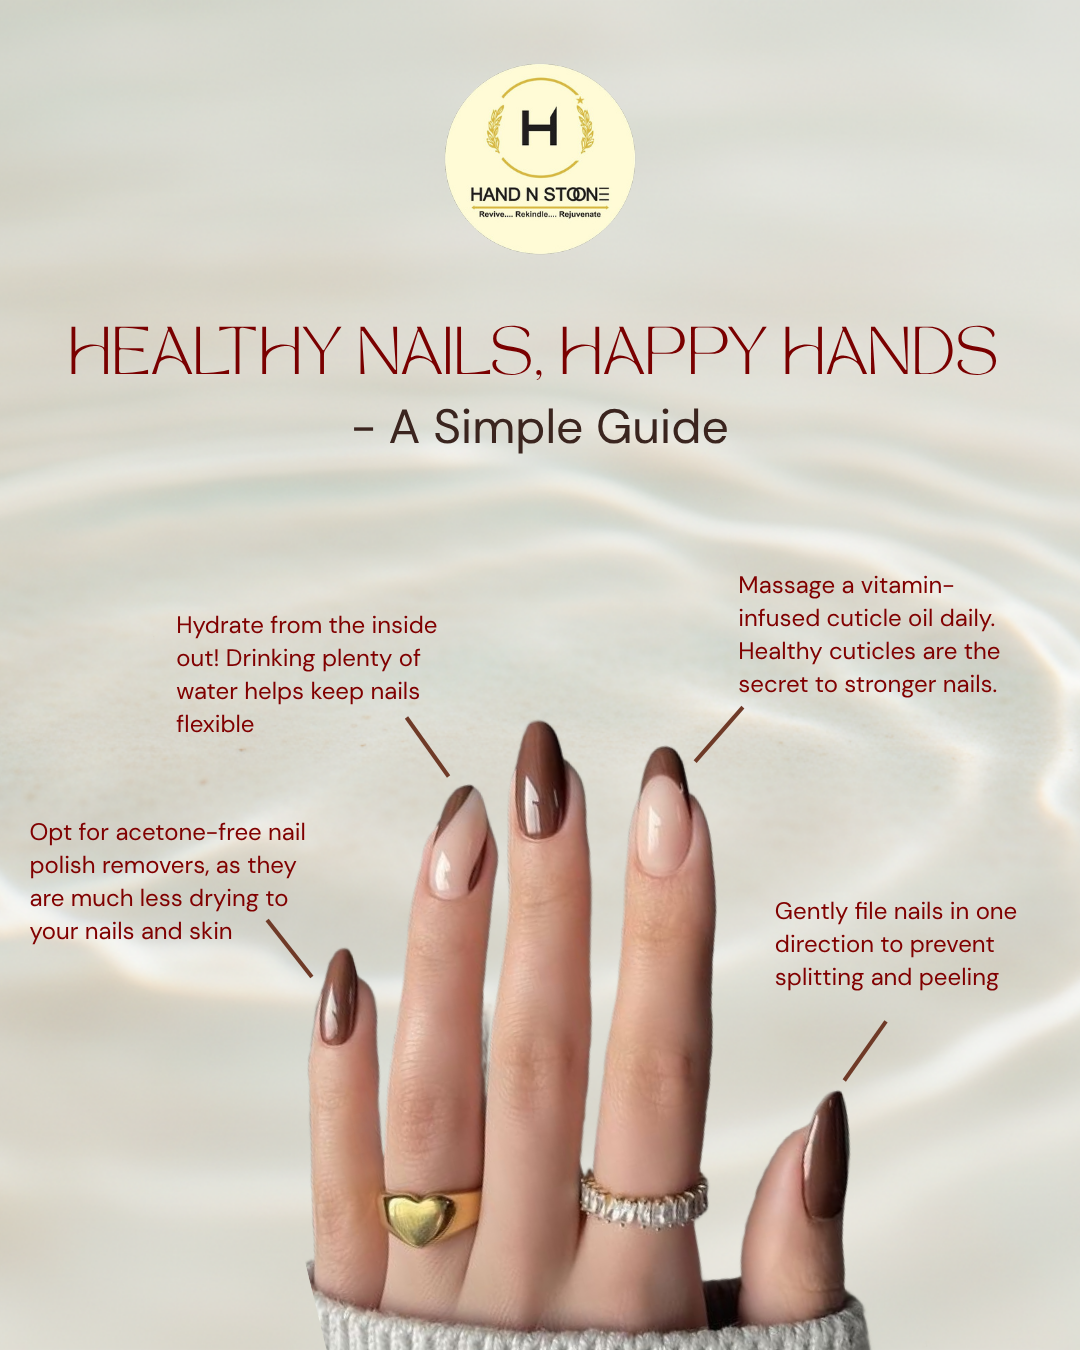 H
HAND N STOONE
Revive.... Rekindle.... Rejuvenate
HEALTHY NAILS, HAPPY HANDS
- A Simple Guide
Hydrate from the inside
out! Drinking plenty of
water helps keep nails
flexible
Massage a vitamin-
infused cuticle oil daily.
Healthy cuticles are the
secret to stronger nails.
Opt for acetone-free nail
polish removers, as they
are much less drying to
your nails and skin
Gently file nails in one
direction to prevent
splitting and peeling